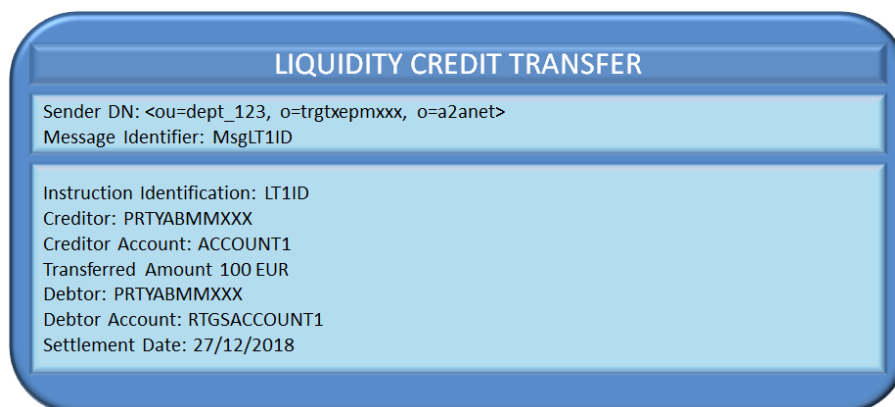 LIQUIDITY CREDIT TRANSFER
Sender DN: <ou=dept_123, o=trgtxepmxxx, o=a2anet>
Message Identifier: MsgLT1ID
Instruction Identification: LT1ID
Creditor: PRTYABMMXXX
Creditor Account: ACCOUNT1
Transferred Amount 100 EUR
Debtor: PRTYABMMXXX
Debtor Account: RTGSACCOUNT1
Settlement Date: 27/12/2018